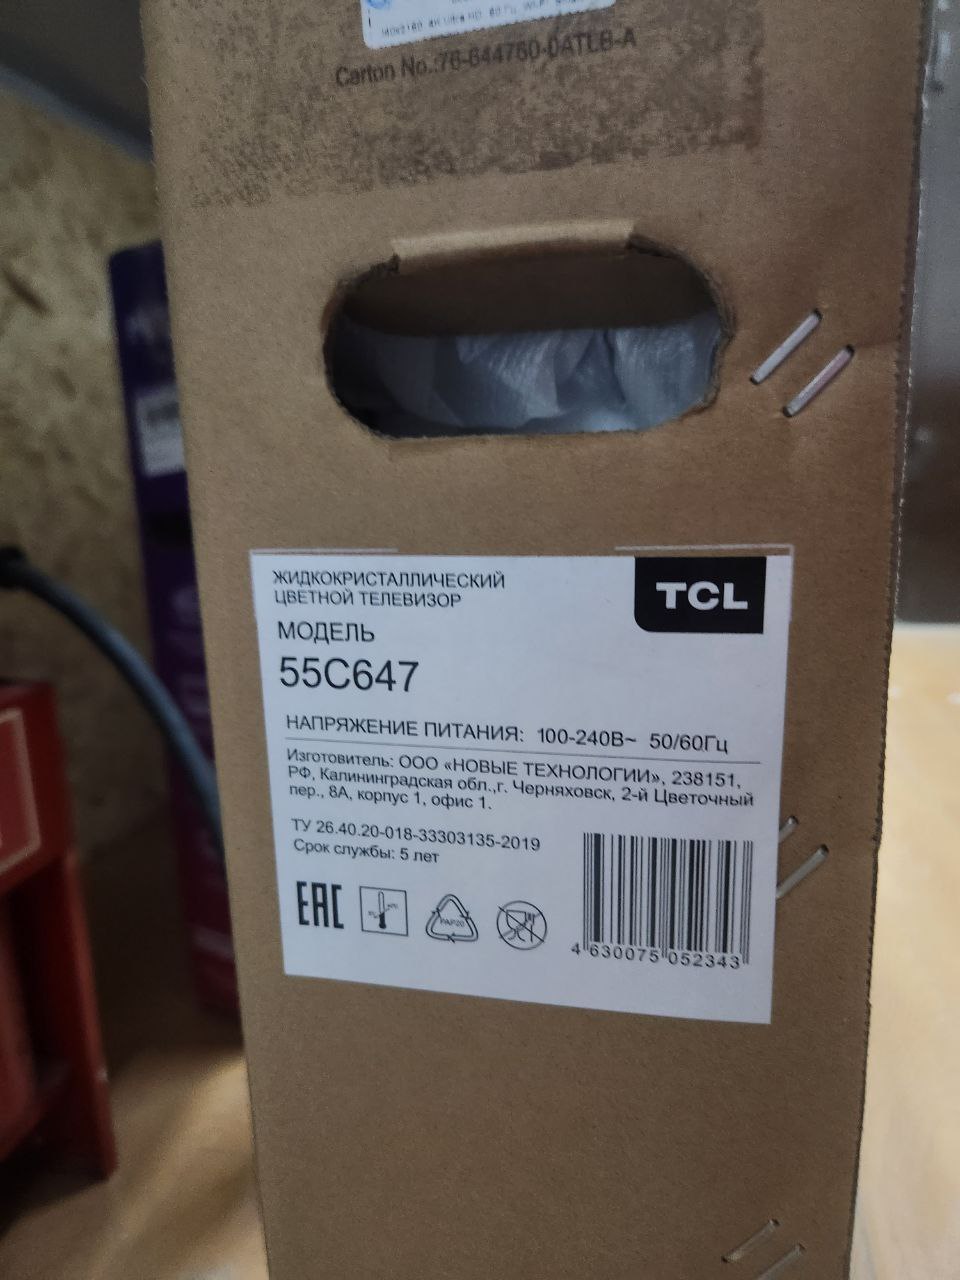 Carton No.:76-644760-0ATLB-A
ЖИДКОКРИСТАЛЛИЧЕСКИЙ
ЦВЕТНОЙ ТЕЛЕВИЗОР
TCL
МОДЕЛЬ
55C647
НАПРЯЖЕНИЕ ПИТАНИЯ: 100-240В~ 50/60Гц
Изготовитель: ООО «НОВЫЕ ТЕХНОЛОГИИ», 238151,
РФ, Калининградская обл.,г. Черняховск, 2-й Цветочный
пер., 8А, корпус 1, офис 1.
ТУ 26.40.20-018-33303135-2019
Срок службы: 5 лет
EAC
PAP20
4 630075 052343